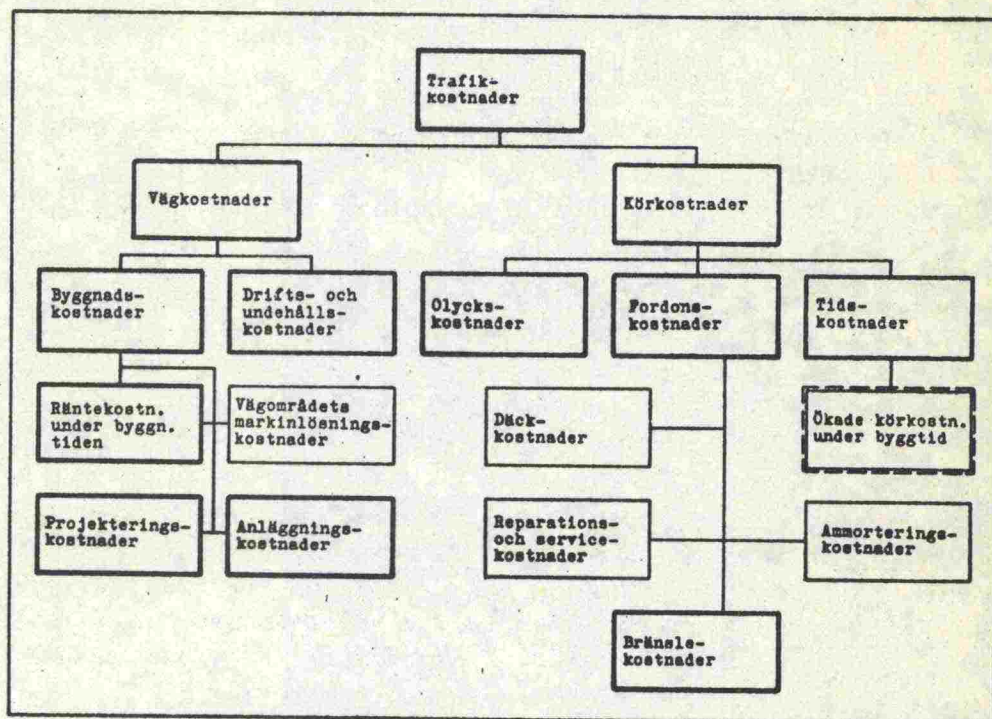 Trafik-
kostnader
Vägkostnader
Körkostnader
Byggnads-
kostnader
Drifts- och
undehålls-
kostnader
Olycks-
kostnader
Fordons-
kostnader
Tids-
kostnader
Räntekostn.
under byggn.
tiden
Vägområdets
markinlösnings-
kostnader
Däck-
kostnader
Ökade körkostn.
under byggtid
Projekterings-
kostnader
Anläggnings-
kostnader
Reparations-
och service-
kostnader
Ammorterings-
kostnader
Bränsls-
kostnader